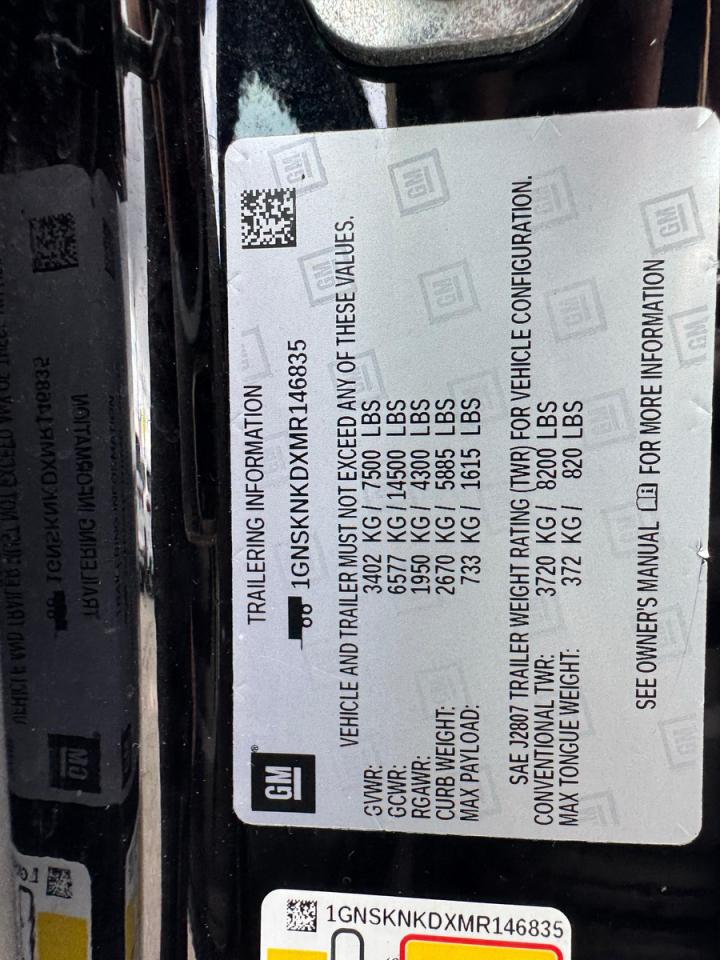 TRAILERING INFORMATION
1GNSKNKDXMR146835
VEHICLE AND TRAILER MUST NOT EXCEED ANY OF THESE VALUES.
GVWR: 3402 KG / 7500 LBS
GCWR: 6577 KG / 14500 LBS
RGAWR: 1950 KG / 4300 LBS
CURB WEIGHT: 2670 KG / 5885 LBS
MAX PAYLOAD: 733 KG / 1615 LBS
SAE J2807 TRAILER WEIGHT RATING (TWR) FOR VEHICLE CONFIGURATION.
CONVENTIONAL TWR: 3720 KG / 8200 LBS
MAX TONGUE WEIGHT: 372 KG / 820 LBS
SEE OWNER'S MANUAL FOR MORE INFORMATION
GM®
1GNSKNKDXMR146835